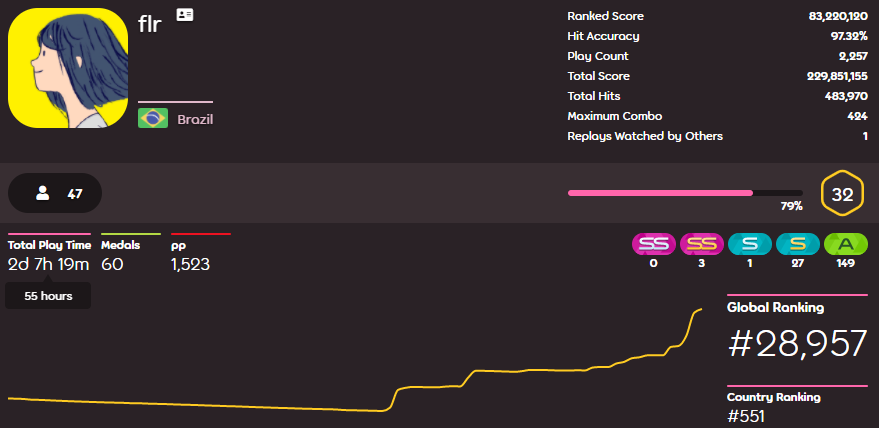 flr
Brazil
Ranked Score 83,220,120
Hit Accuracy 97.32%
Play Count 2,257
Total Score 229,851,155
Total Hits 483,970
Maximum Combo 424
Replays Watched by Others 1
47
79%
32
Total Play Time Medals pp
2d 7h 19m 60 1,523
55 hours
SS SS S S A
0 3 1 27 149
Global Ranking
#28,957
Country Ranking
#551